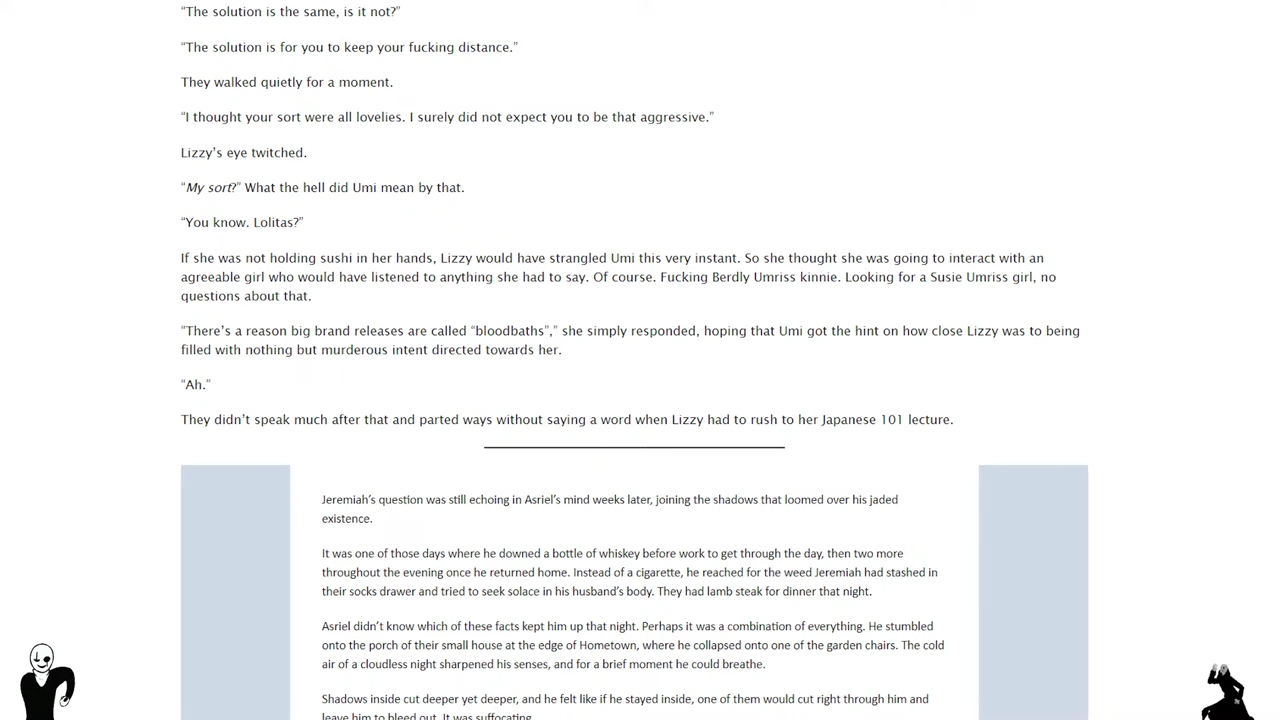 “The solution is the same, is it not?”
“The solution is for you to keep your fucking distance.”
They walked quietly for a moment.
“I thought your sort were all lovelies. I surely did not expect you to be that aggressive.”
Lizzy’s eye twitched.
“My sort?” What the hell did Umi mean by that.
“You know. Lolitas?”
If she was not holding sushi in her hands, Lizzy would have strangled Umi this very instant. So she thought she was going to interact with an
agreeable girl who would have listened to anything she had to say. Of course. Fucking Berdly Umriss kinnie. Looking for a Susie Umriss girl, no
questions about that.
“There’s a reason big brand releases are called “bloodbaths”,” she simply responded, hoping that Umi got the hint on how close Lizzy was to being
filled with nothing but murderous intent directed towards her.
“Ah.”
They didn’t speak much after that and parted ways without saying a word when Lizzy had to rush to her Japanese 101 lecture.
Jeremiah’s question was still echoing in Asriel’s mind weeks later, joining the shadows that loomed over his jaded
existence.
It was one of those days where he downed a bottle of whiskey before work to get through the day, then two more
throughout the evening once he returned home. Instead of a cigarette, he reached for the weed Jeremiah had stashed in
their socks drawer and tried to seek solace in his husband’s body. They had lamb steak for dinner that night.
Asriel didn’t know which of these facts kept him up that night. Perhaps it was a combination of everything. He stumbled
onto the porch of their small house at the edge of Hometown, where he collapsed onto one of the garden chairs. The cold
air of a cloudless night sharpened his senses, and for a brief moment he could breathe.
Shadows inside cut deeper yet deeper, and he felt like if he stayed inside, one of them would cut right through him and
leave him to bleed out. It was suffocating.